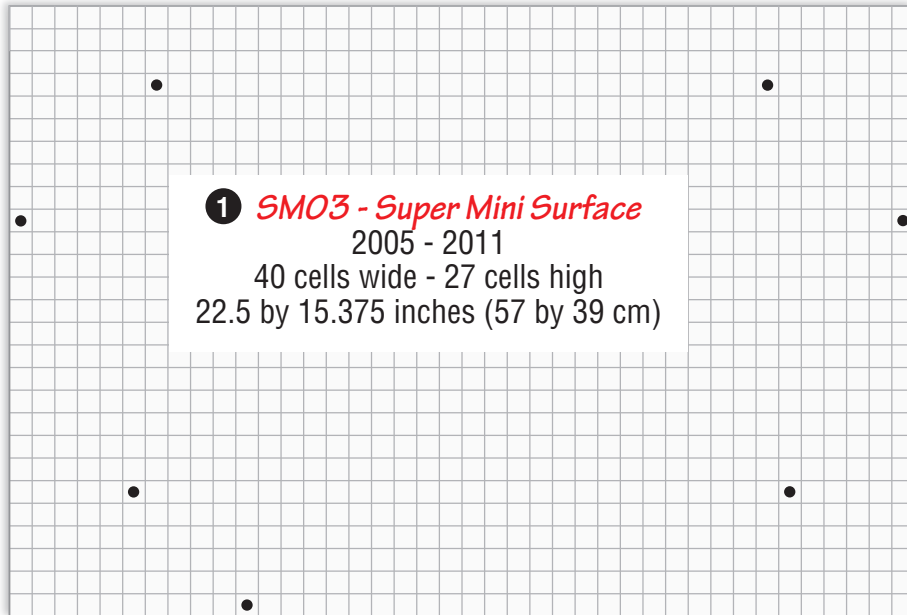 1 SM03 - Super Mini Surface
2005 - 2011
40 cells wide - 27 cells high
22.5 by 15.375 inches (57 by 39 cm)